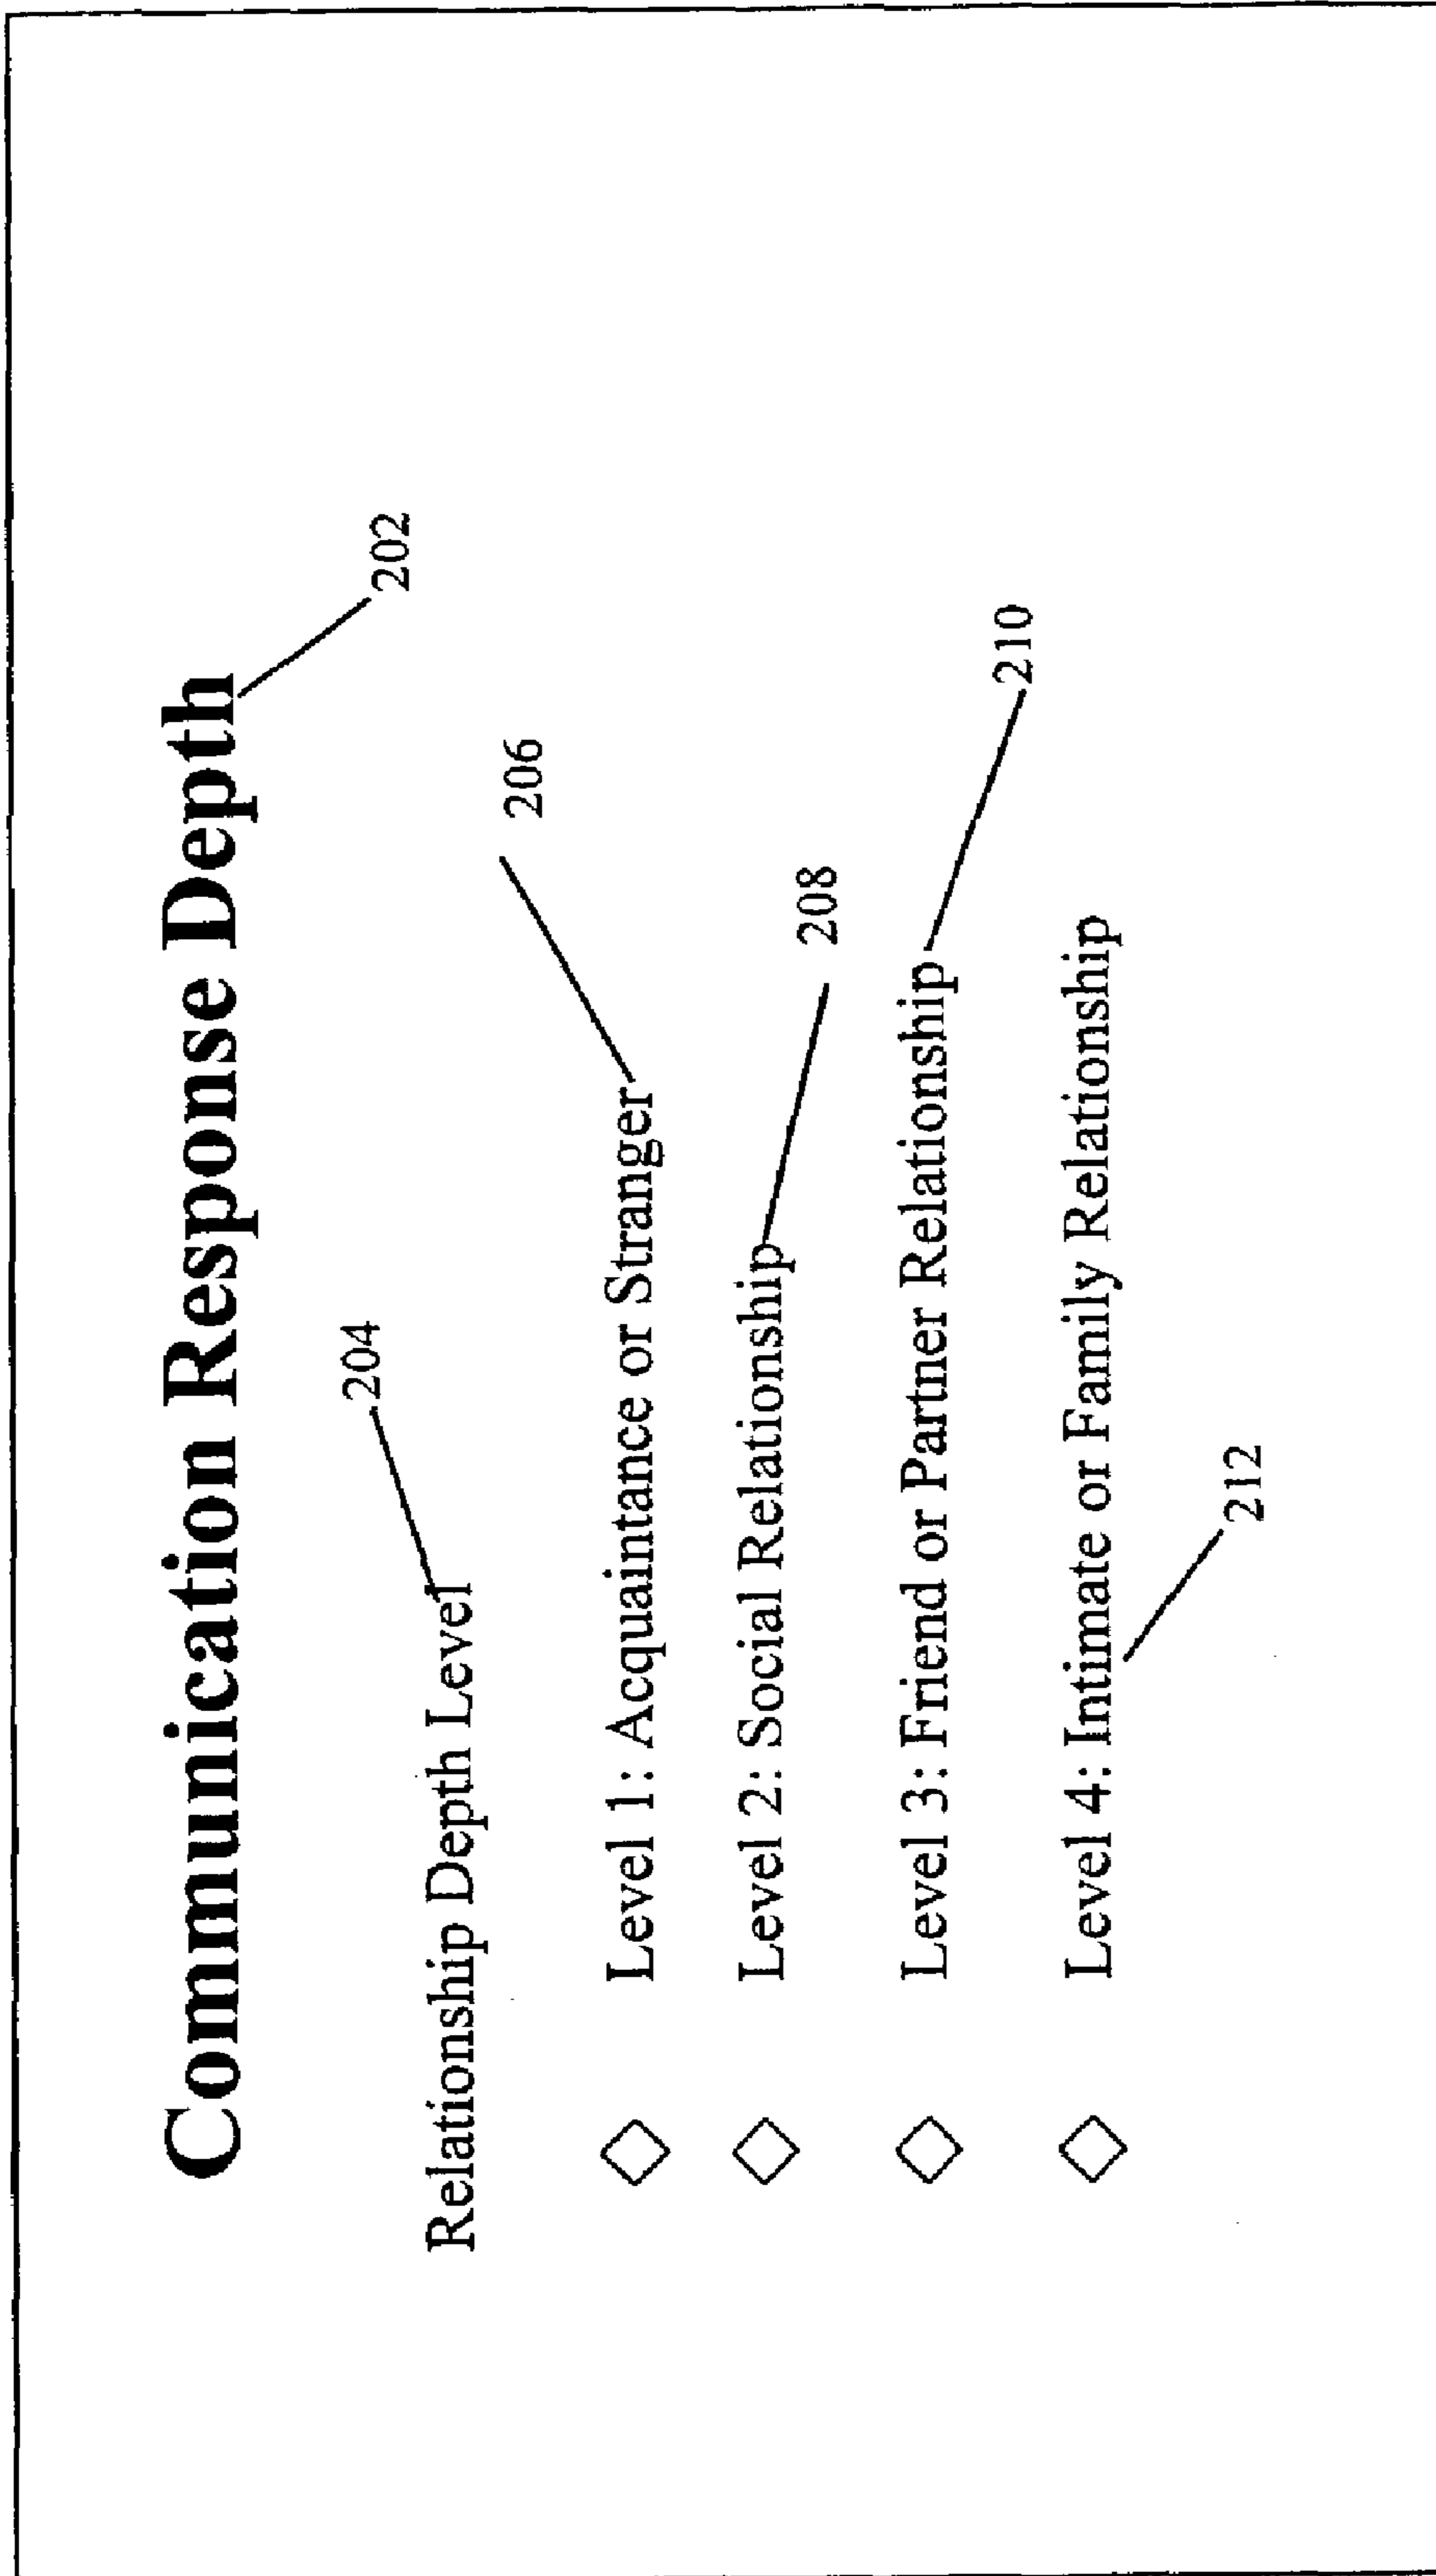 Communication Response Depth
202
204
Relationship Depth Level
206
Level 1: Acquaintance or Stranger
Level 2: Social Relationship
208
Level 3: Friend or Partner Relationship
210
Level 4: Intimate or Family Relationship
212